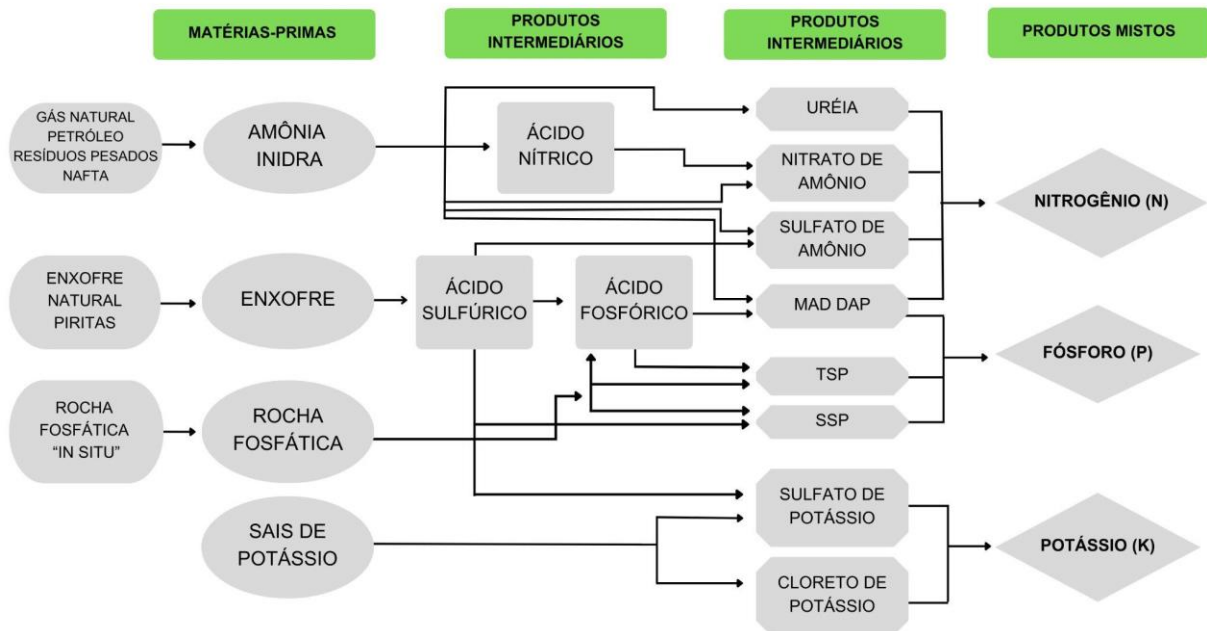 MATÉRIAS-PRIMAS
PRODUTOS
INTERMEDIÁRIOS
PRODUTOS
INTERMEDIÁRIOS
PRODUTOS MISTOS
GÁS NATURAL
PETRÓLEO
RESÍDUOS PESADOS
NAFTA
AMÔNIA
INIDRA
ÁCIDO
NÍTRICO
URÉIA
NITRATO DE
AMÔNIO
SULFATO DE
AMÔNIO
NITROGÊNIO (N)
ENXOFRE
NATURAL
PIRITAS
ENXOFRE
ÁCIDO
SULFÚRICO
ÁCIDO
FOSFÓRICO
MAD DAP
TSP
SSP
FÓSFORO (P)
ROCHA
FOSFÁTICA
“IN SITU”
ROCHA
FOSFÁTICA
SAIS DE
POTÁSSIO
SULFATO DE
POTÁSSIO
CLORETO DE
POTÁSSIO
POTÁSSIO (K)